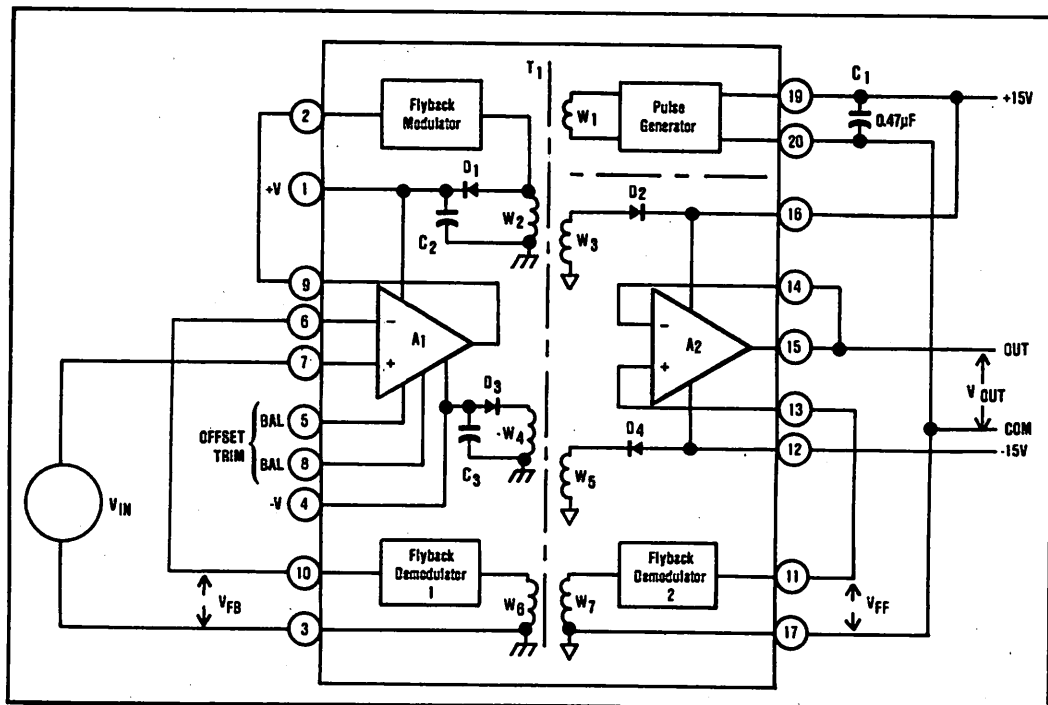 T1
C1
2
Flyback
Modulator
W1
Pulse
Generator
19
+15V
0.47µF
20
+V
1
D1
W2
C2
D2
W3
16
9
6
−
7
+
A1
14
−
A2
+
15
OUT
VOUT
13
COM
12
-15V
OFFSET
TRIM
BAL
5
BAL
8
-V
4
D3
-W4
C3
D4
W5
VIN
10
VFB
3
Flyback
Demodulator
1
W6
W7
Flyback
Demodulator
2
11
VFF
17